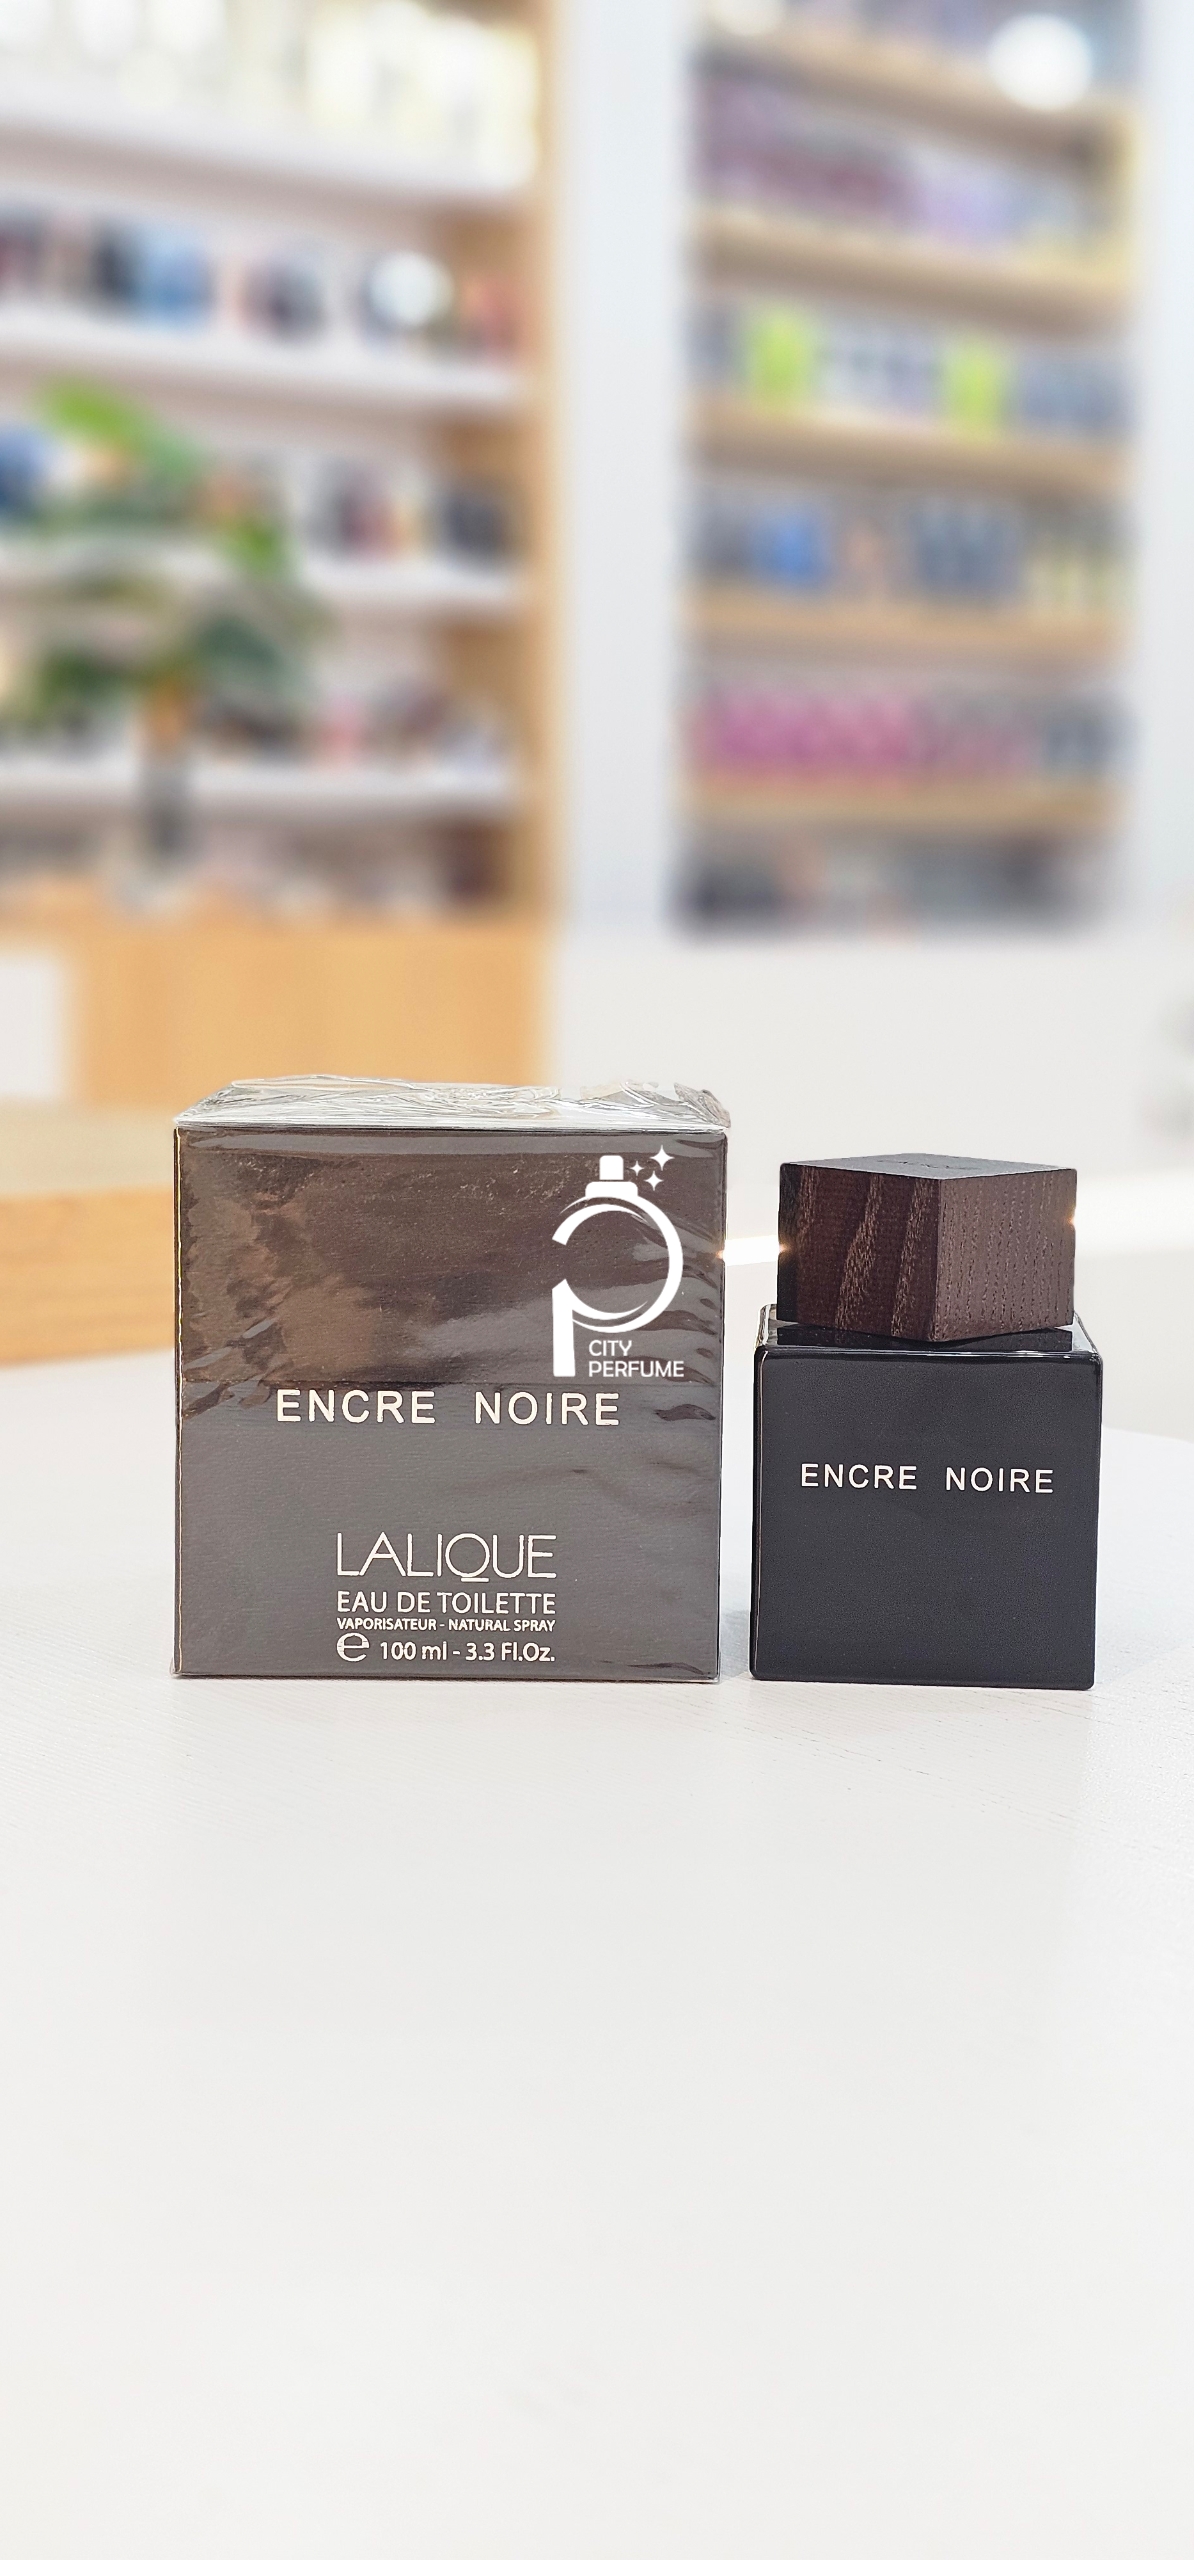 CITY
PERFUME
ENCRE NOIRE
LALIQUE
EAU DE TOILETTE
VAPORISATEUR - NATURAL SPRAY
e 100 ml - 3.3 Fl.Oz.
ENCRE NOIRE